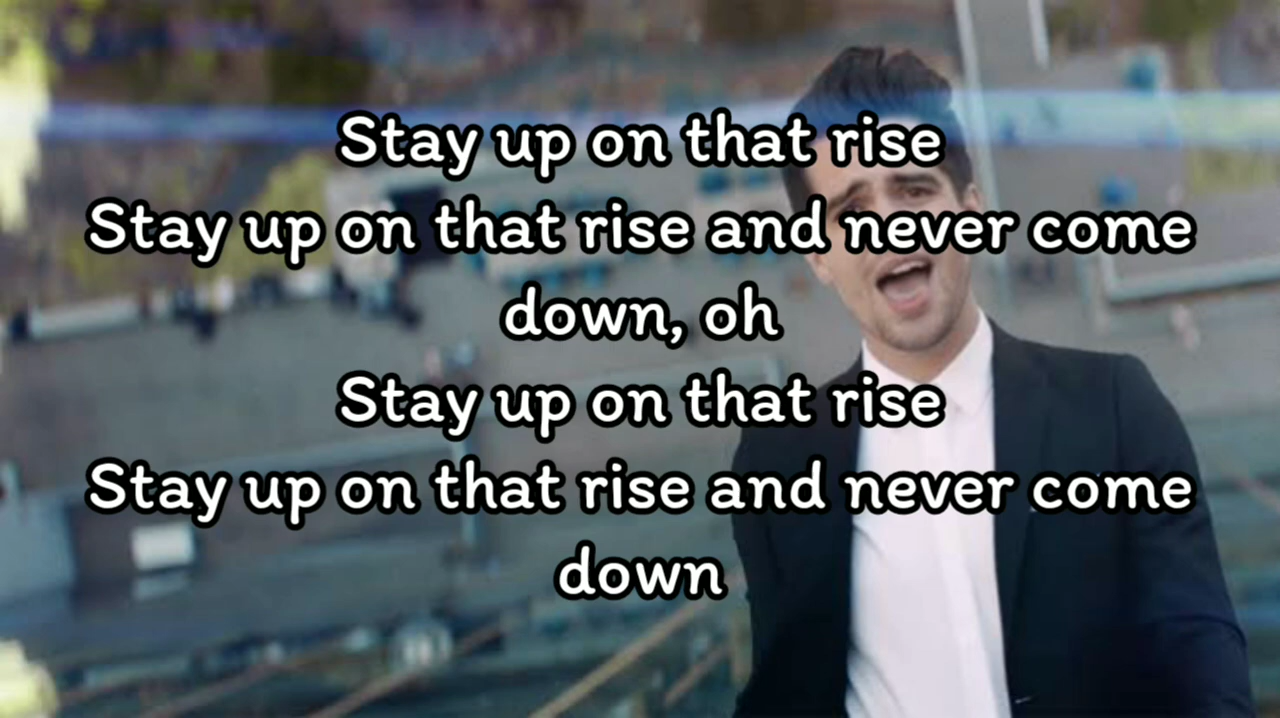 Stay up on that rise
Stay up on that rise and never come
down, oh
Stay up on that rise
Stay up on that rise and never come
down